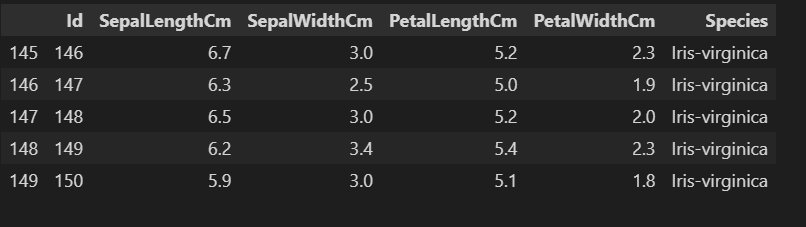 Id SepalLengthCm SepalWidthCm PetalLengthCm PetalWidthCm Species
145 146 6.7 3.0 5.2 2.3 Iris-virginica
146 147 6.3 2.5 5.0 1.9 Iris-virginica
147 148 6.5 3.0 5.2 2.0 Iris-virginica
148 149 6.2 3.4 5.4 2.3 Iris-virginica
149 150 5.9 3.0 5.1 1.8 Iris-virginica